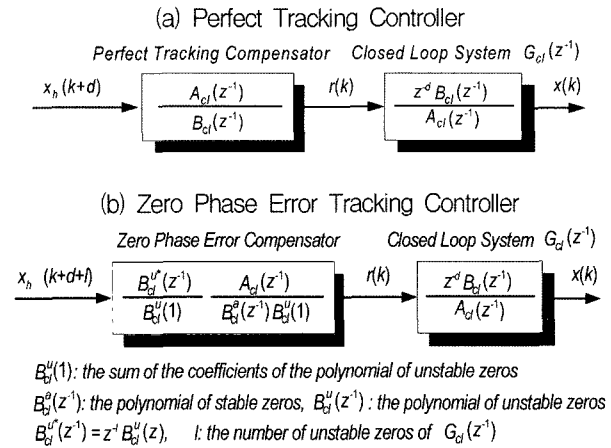 (a) Perfect Tracking Controller
Perfect Tracking Compensator Closed Loop System G_cl(z^-1)
x_h(k+d) A_cl(z^-1) / B_cl(z^-1) r(k) z^-d B_cl(z^-1) / A_cl(z^-1) x(k)
(b) Zero Phase Error Tracking Controller
Zero Phase Error Compensator Closed Loop System G_cl(z^-1)
x_h (k+d+l) B_cl^u*(z^-1) / B_cl^u(1) A_cl(z^-1) / B_cl^a(z^-1) B_cl^u(1) r(k) z^-d B_cl(z^-1) / A_cl(z^-1) x(k)
B_cl^u(1): the sum of the coefficients of the polynomial of unstable zeros
B_cl^a(z^-1): the polynomial of stable zeros, B_cl^u(z^-1) : the polynomial of unstable zeros
B_cl^u*(z^-1) = z^-l B_cl^u(z), l: the number of unstable zeros of G_cl(z^-1)